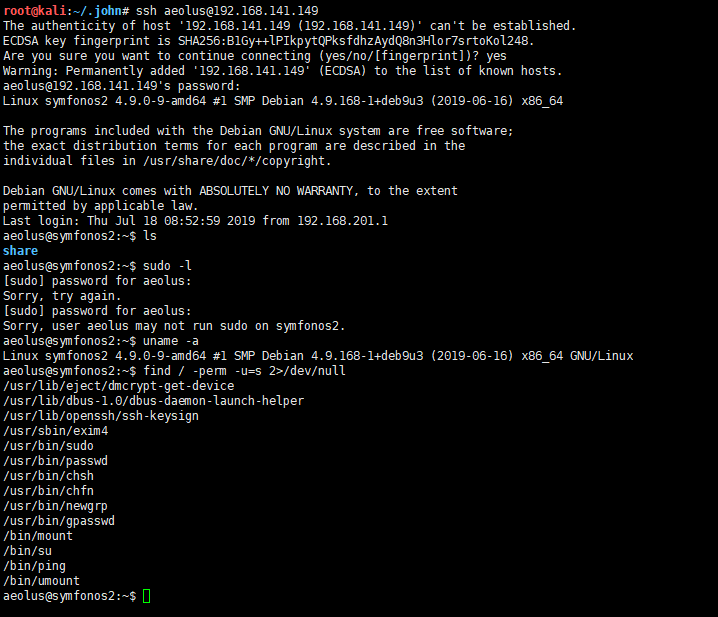 root@kali:~/.john# ssh aeolus@192.168.141.149
The authenticity of host '192.168.141.149 (192.168.141.149)' can't be established.
ECDSA key fingerprint is SHA256:B1Gy++lPIkpytQPksfdhzAydQ8n3Hlor7srtoKol248.
Are you sure you want to continue connecting (yes/no/[fingerprint])? yes
Warning: Permanently added '192.168.141.149' (ECDSA) to the list of known hosts.
aeolus@192.168.141.149's password:
Linux symfonos2 4.9.0-9-amd64 #1 SMP Debian 4.9.168-1+deb9u3 (2019-06-16) x86_64

The programs included with the Debian GNU/Linux system are free software;
the exact distribution terms for each program are described in the
individual files in /usr/share/doc/*/copyright.

Debian GNU/Linux comes with ABSOLUTELY NO WARRANTY, to the extent
permitted by applicable law.
Last login: Thu Jul 18 08:52:59 2019 from 192.168.201.1
aeolus@symfonos2:~$ ls
share
aeolus@symfonos2:~$ sudo -l
[sudo] password for aeolus:
Sorry, try again.
[sudo] password for aeolus:
Sorry, user aeolus may not run sudo on symfonos2.
aeolus@symfonos2:~$ uname -a
Linux symfonos2 4.9.0-9-amd64 #1 SMP Debian 4.9.168-1+deb9u3 (2019-06-16) x86_64 GNU/Linux
aeolus@symfonos2:~$ find / -perm -u=s 2>/dev/null
/usr/lib/eject/dmcrypt-get-device
/usr/lib/dbus-1.0/dbus-daemon-launch-helper
/usr/lib/openssh/ssh-keysign
/usr/sbin/exim4
/usr/bin/sudo
/usr/bin/passwd
/usr/bin/chsh
/usr/bin/chfn
/usr/bin/newgrp
/usr/bin/gpasswd
/bin/mount
/bin/su
/bin/ping
/bin/umount
aeolus@symfonos2:~$